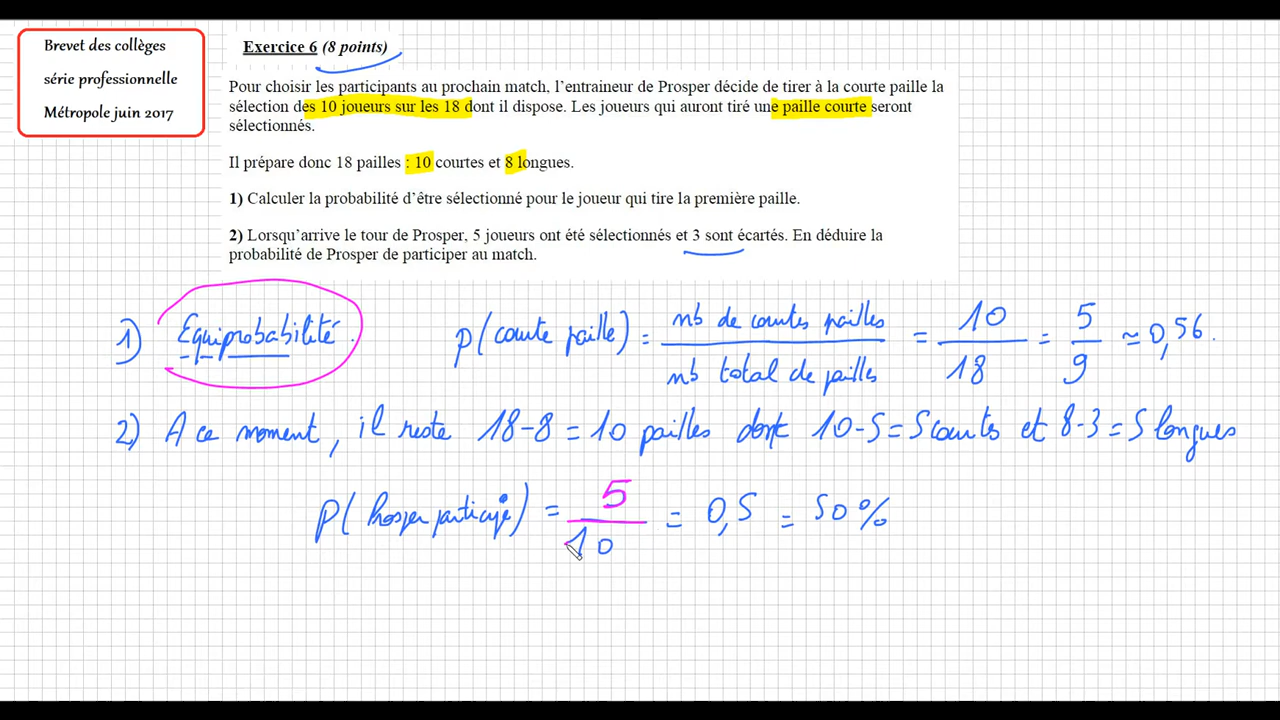 Brevet des collèges
série professionnelle
Métropole juin 2017
Exercice 6 (8 points)
Pour choisir les participants au prochain match, l'entraineur de Prosper décide de tirer à la courte paille la
sélection des 10 joueurs sur les 18 dont il dispose. Les joueurs qui auront tiré une paille courte seront
sélectionnés.
Il prépare donc 18 pailles : 10 courtes et 8 longues.
1) Calculer la probabilité d'être sélectionné pour le joueur qui tire la première paille.
2) Lorsqu'arrive le tour de Prosper, 5 joueurs ont été sélectionnés et 3 sont écartés. En déduire la
probabilité de Prosper de participer au match.
1) Equiprobabilité. P(courte paille) = nb de courtes pailles / nb total de pailles = 10/18 = 5/9 ≃ 0,56.
2) A ce moment, il reste 18-8 = 10 pailles dont 10-5 = 5 courts et 8-3 = 5 longues
P(Prosper participe) = 5/10 = 0,5 = 50%